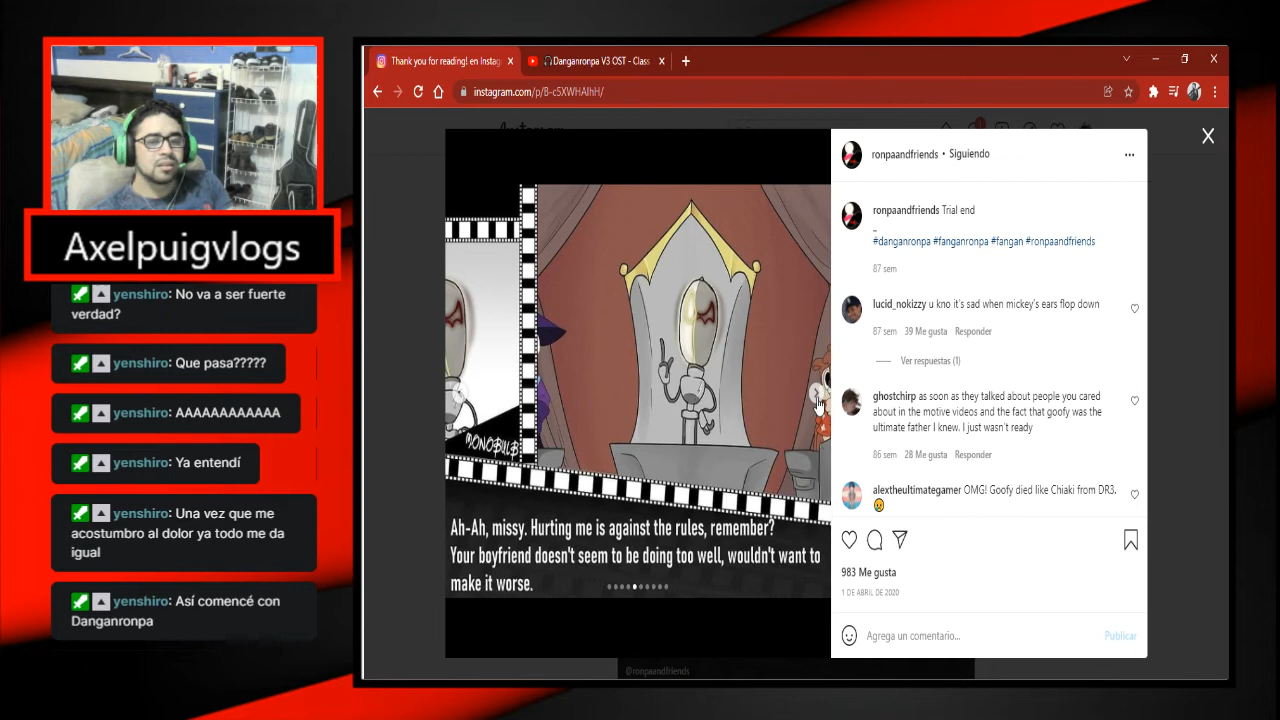 Axelpuigvlogs
yenshiro: No va a ser fuerte
verdad?
yenshiro: Que pasa?????
yenshiro: AAAAAAAAAAAA
yenshiro: Ya entendí
yenshiro: Una vez que me
acostumbro al dolor ya todo me da
igual
yenshiro: Así comencé con
Danganronpa
Thank you for reading! en Instag
Danganronpa V3 OST - Class
instagram.com/p/B-c5XWHAlhH/
MONOBULB
Ah-Ah, missy. Hurting me is against the rules, remember?
Your boyfriend doesn't seem to be doing too well, wouldn't want to
make it worse.
@ronpaandfriends
ronpaandfriends • Siguiendo
ronpaandfriends Trial end
_
#danganronpa #fanganronpa #fangan #ronpaandfriends
87 sem
lucid_nokizzy u kno it's sad when mickey's ears flop down
87 sem 39 Me gusta Responder
Ver respuestas (1)
ghostchirp as soon as they talked about people you cared
about in the motive videos and the fact that goofy was the
ultimate father I knew. I just wasn't ready
86 sem 28 Me gusta Responder
alextheultimategamer OMG! Goofy died like Chiaki from DR3.
983 Me gusta
1 DE ABRIL DE 2020
Agrega un comentario...
Publicar